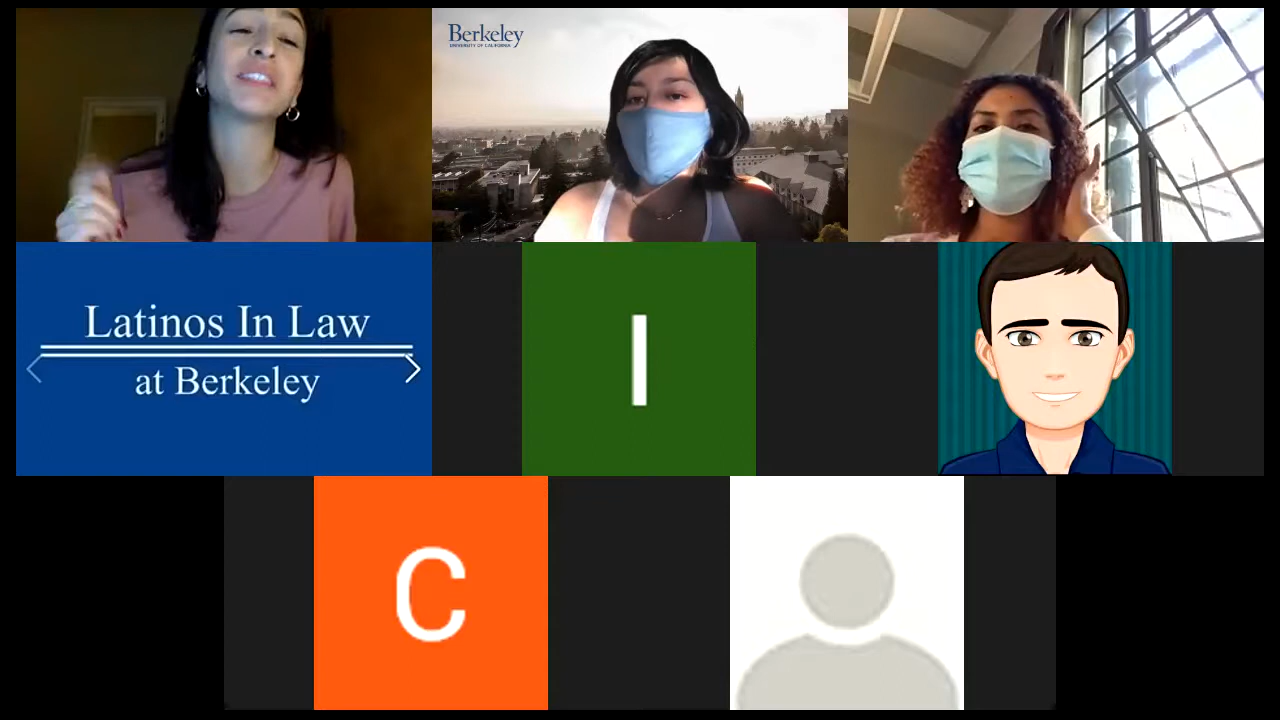 Berkeley
UNIVERSITY OF CALIFORNIA
Latinos In Law
at Berkeley
I
C